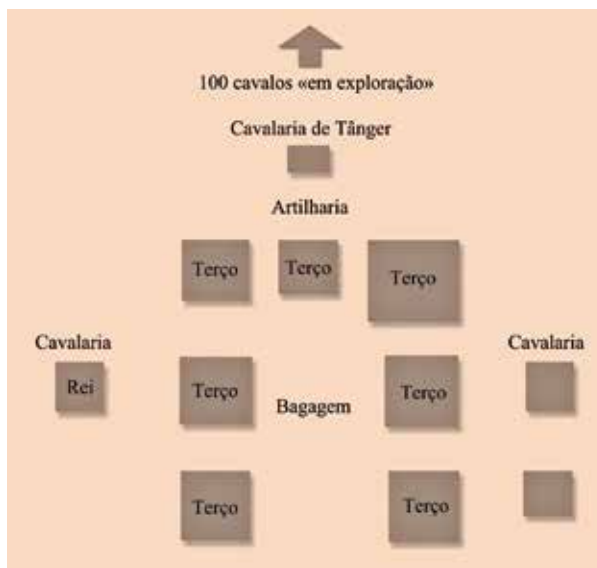 100 cavalos «em exploração»
Cavalaria de Tânger
Artilharia
Terço
Terço
Terço
Cavalaria
Cavalaria
Rei
Terço
Bagagem
Terço
Terço
Terço